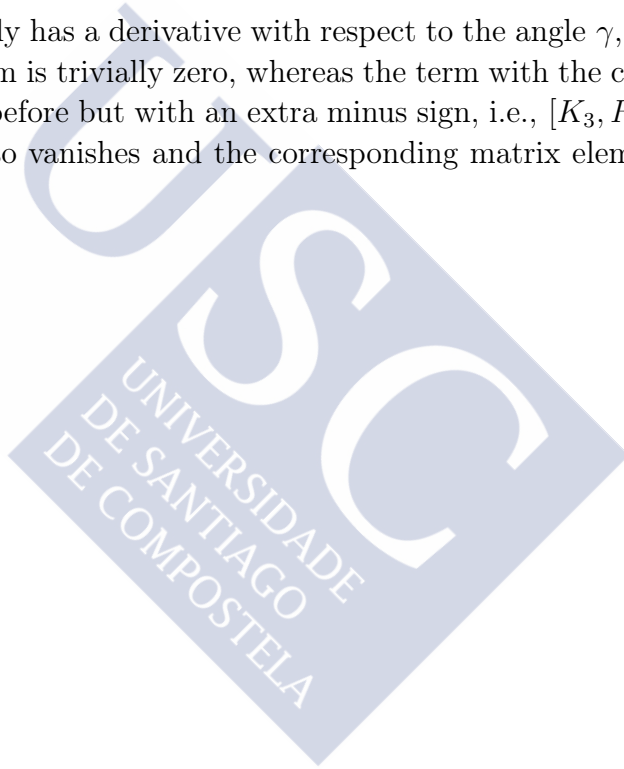 ly has a derivative with respect to the angle γ,
m is trivially zero, whereas the term with the c
before but with an extra minus sign, i.e., [K₃,
so vanishes and the corresponding matrix elem
USC
UNIVERSIDADE
DE SANTIAGO
DE COMPOSTELA